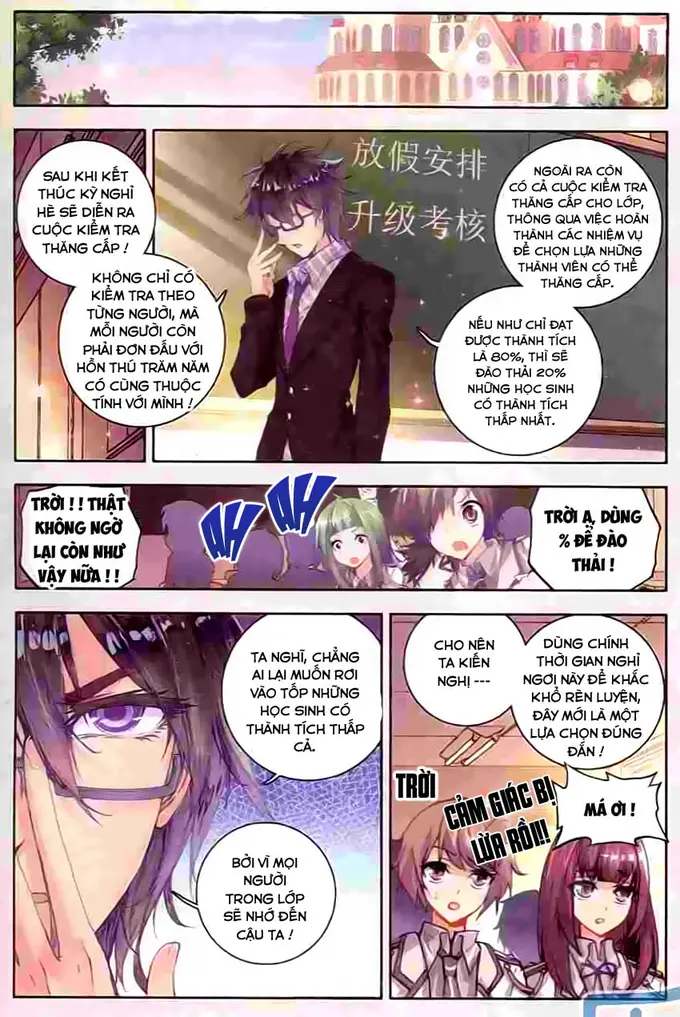 SAU KHI KẾT
THÚC KỲ NGHỈ
HÈ SẼ DIỄN RA
CUỘC KIỂM TRA
THĂNG CẤP !
KHÔNG CHỈ CÓ
KIỂM TRA THEO
TỪNG NGƯỜI, MÀ
MỖI NGƯỜI CÒN
PHẢI ĐƠN ĐẤU VỚI
HỒN THÚ TRĂM NĂM
CÓ CÙNG THUỘC
TÍNH VỚI MÌNH !
放假安排
升级考核
NGOÀI RA CÒN
CÓ CẢ CUỘC KIỂM TRA
THĂNG CẤP CHO LỚP,
THÔNG QUA VIỆC HOÀN
THÀNH CÁC NHIỆM VỤ
ĐỂ CHỌN LỰA NHỮNG
THÀNH VIÊN CÓ THỂ
THĂNG CẤP.
NẾU NHƯ CHỈ ĐẠT
ĐƯỢC THÀNH TÍCH
LÀ 80%, THÌ SẼ
ĐÀO THẢI 20%
NHỮNG HỌC SINH
CÓ THÀNH TÍCH
THẤP NHẤT.
TRỜI ! ! THẬT
KHÔNG NGỜ
LẠI CÒN NHƯ
VẬY NỮA ! !
AH
AH
TRỜI Ạ, DÙNG
% ĐỂ ĐÀO
THẢI !
TA NGHĨ, CHẲNG
AI LẠI MUỐN RƠI
VÀO TỐP NHỮNG
HỌC SINH CÓ
THÀNH TÍCH THẤP
CẢ.
BỞI VÌ MỌI
NGƯỜI
TRONG LỚP
SẼ NHỚ ĐẾN
CẬU TA !
CHO NÊN
TA KIẾN
NGHỊ ---
DÙNG CHÍNH
THỜI GIAN NGHỈ
NGƠI NÀY ĐỂ KHẮC
KHỔ RÈN LUYỆN,
ĐÂY MỚI LÀ MỘT
LỰA CHỌN ĐÚNG
ĐẮN !
TRỜI
CẢM GIÁC BỊ
LỪA RỒI!!!
MÁ ƠI !